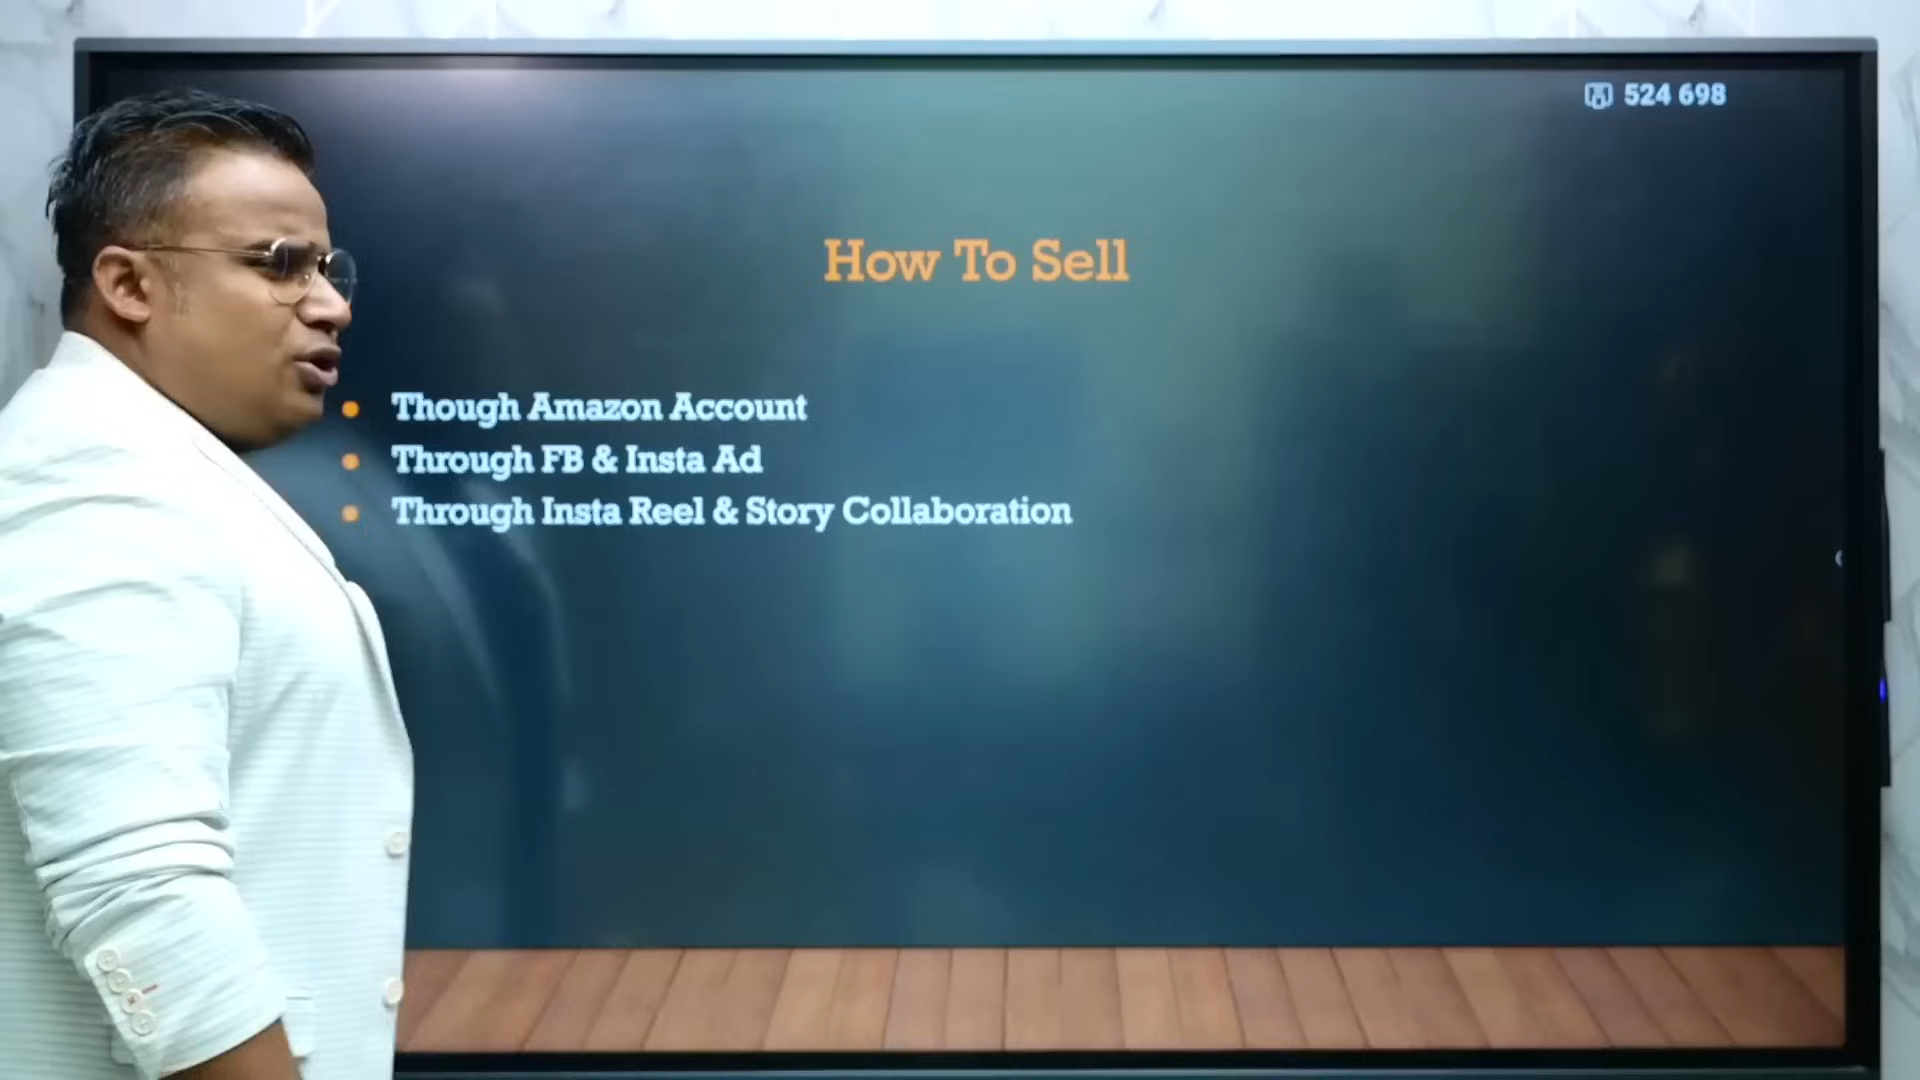 524 698
How To Sell
Though Amazon Account
Through FB & Insta Ad
Through Insta Reel & Story Collaboration